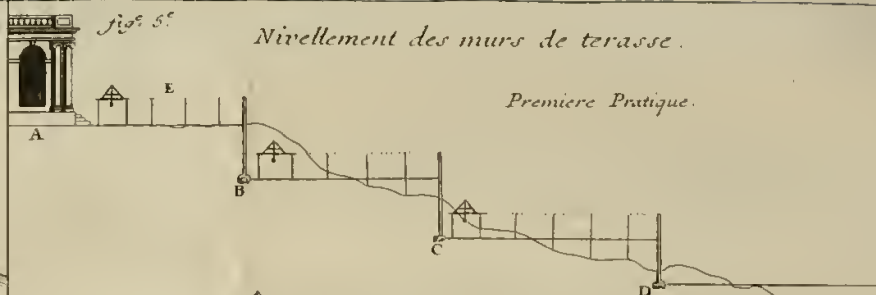 fig.e 5.e
Nivellement des murs de terasse.
Premiere Pratique.
E
A
B
C
D